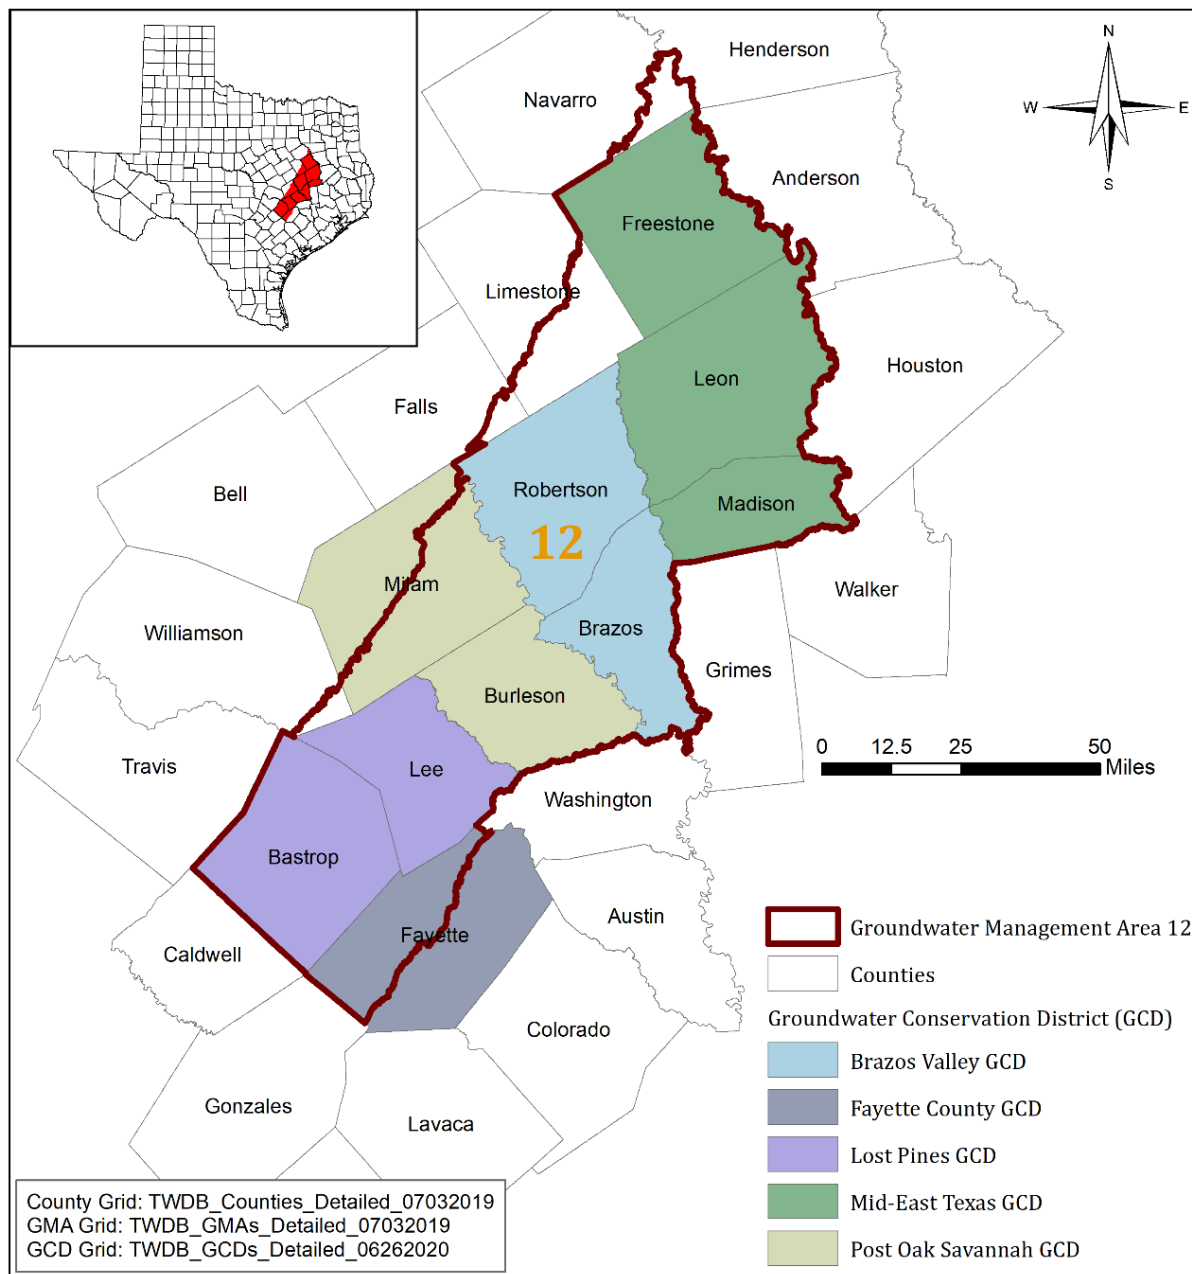 Henderson
N
Navarro
W
E
S
Anderson
Freestone
Limestone
Houston
Leon
Falls
Bell
Robertson
Madison
12
Milam
Walker
Williamson
Brazos
Grimes
Burleson
Travis
Lee
0 12.5 25 50
Miles
Washington
Bastrop
Austin
Fayette
Caldwell
Colorado
Gonzales
Lavaca
Groundwater Management Area 12
Counties
Groundwater Conservation District (GCD)
Brazos Valley GCD
Fayette County GCD
Lost Pines GCD
Mid-East Texas GCD
Post Oak Savannah GCD
County Grid: TWDB_Counties_Detailed_07032019
GMA Grid: TWDB_GMAs_Detailed_07032019
GCD Grid: TWDB_GCDs_Detailed_06262020